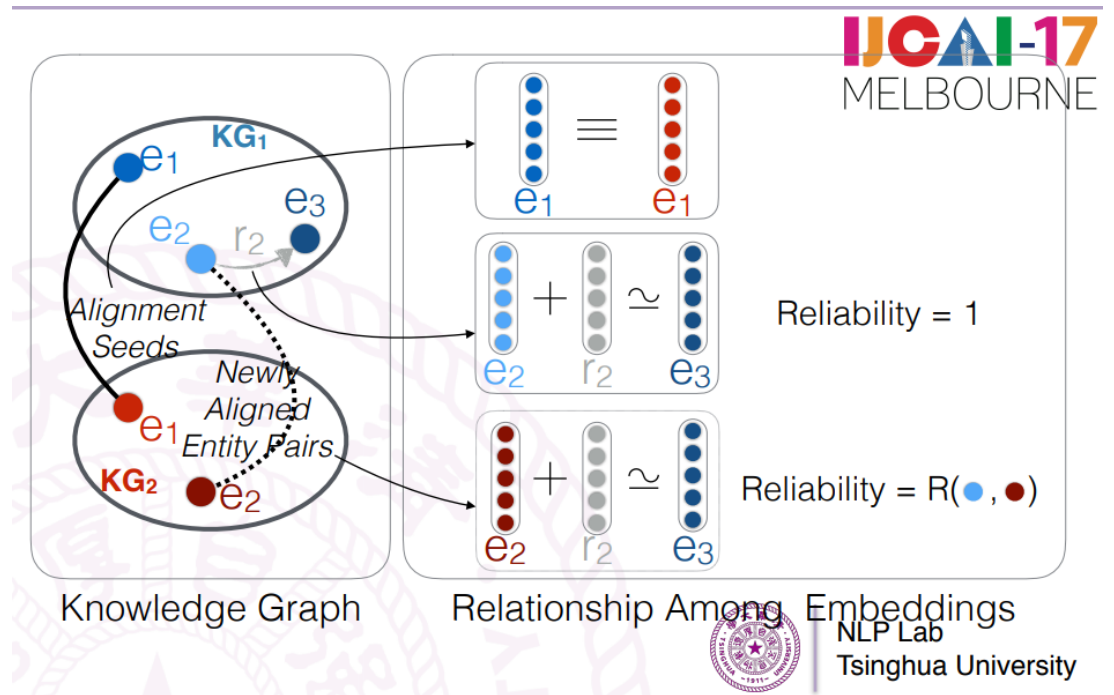 IJCAI-17
MELBOURNE
KG1
e1
e2
r2
e3
Alignment
Seeds
Newly
Aligned
Entity Pairs
e1
KG2
e2
e1
≡
e1
+
≃
e2
r2
e3
Reliability = 1
+
≃
e2
r2
e3
Reliability = R( , )
Knowledge Graph
Relationship Among Embeddings
NLP Lab
Tsinghua University